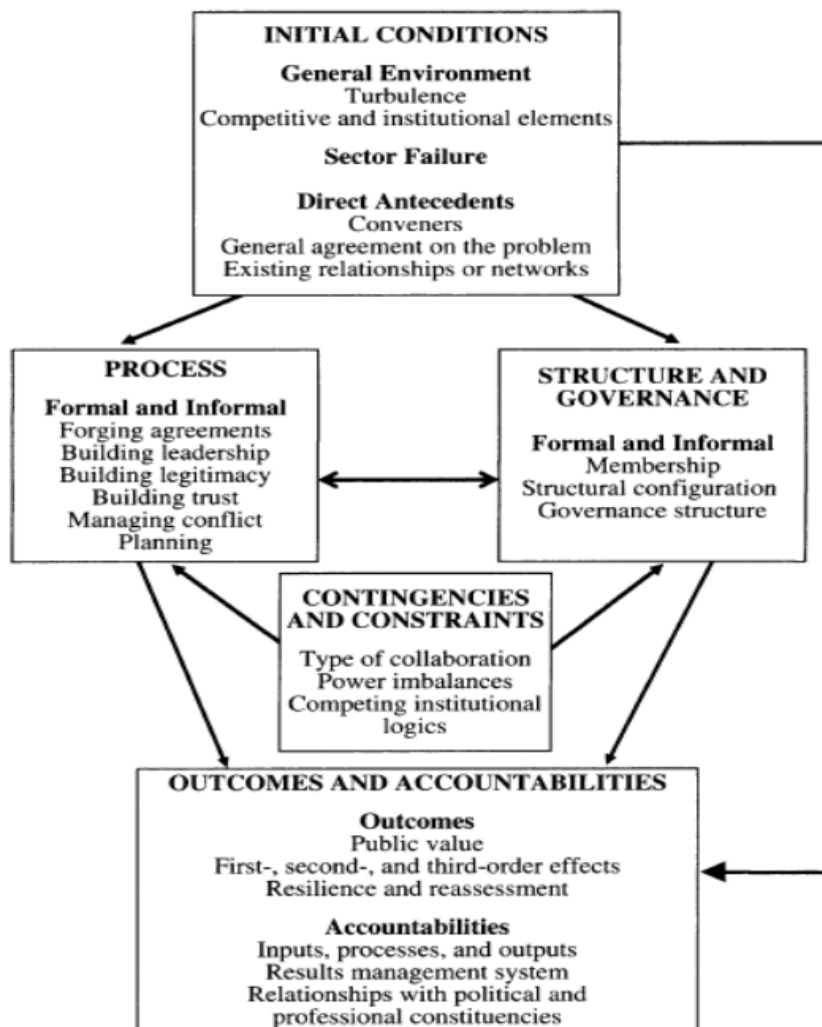 INITIAL CONDITIONS
General Environment
Turbulence
Competitive and institutional elements
Sector Failure
Direct Antecedents
Conveners
General agreement on the problem
Existing relationships or networks
PROCESS
Formal and Informal
Forging agreements
Building leadership
Building legitimacy
Building trust
Managing conflict
Planning
STRUCTURE AND
GOVERNANCE
Formal and Informal
Membership
Structural configuration
Governance structure
CONTINGENCIES
AND CONSTRAINTS
Type of collaboration
Power imbalances
Competing institutional
logics
OUTCOMES AND ACCOUNTABILITIES
Outcomes
Public value
First-, second-, and third-order effects
Resilience and reassessment
Accountabilities
Inputs, processes, and outputs
Results management system
Relationships with political and
professional constituencies